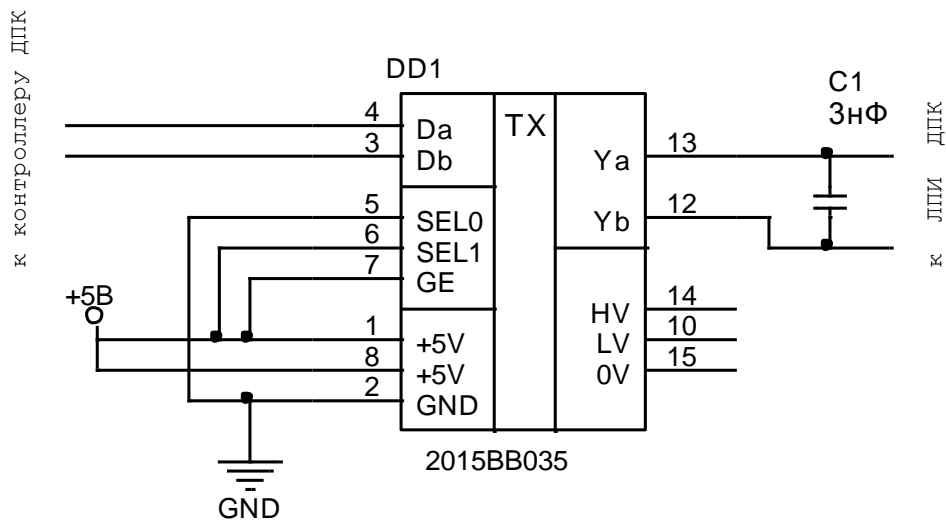 к контроллеру ДПК
DD1
4
3
5
6
7
1
8
2
Da
Db
SEL0
SEL1
GE
+5V
+5V
GND
TX
Ya
Yb
HV
LV
0V
13
12
14
10
15
C1
3нФ
к ЛПИ ДПК
+5В
GND
2015ВВ035